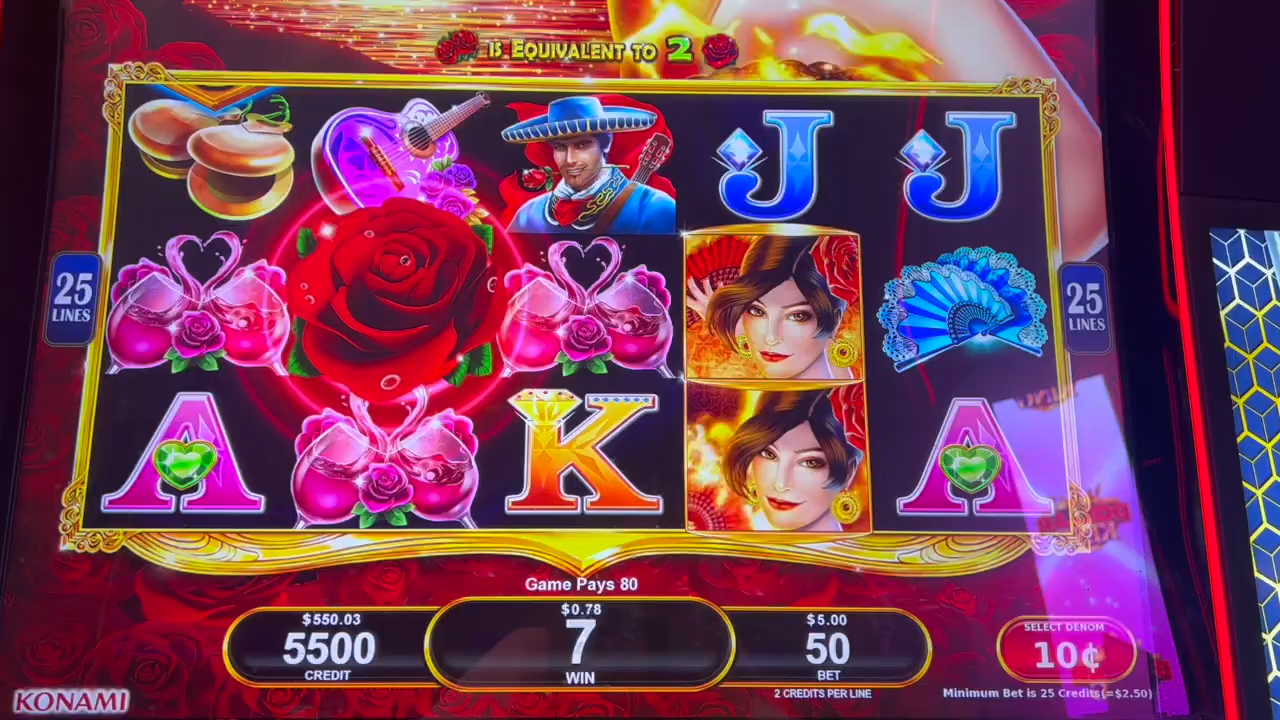 IS EQUIVALENT TO 2
J
J
25
LINES
25
LINES
A
K
A
Game Pays 80
$550.03
5500
CREDIT
$0.78
7
WIN
$5.00
50
BET
2 CREDITS PER LINE
SELECT DENOM
10¢
Minimum Bet is 25 Credits(=$2.50)
KONAMI